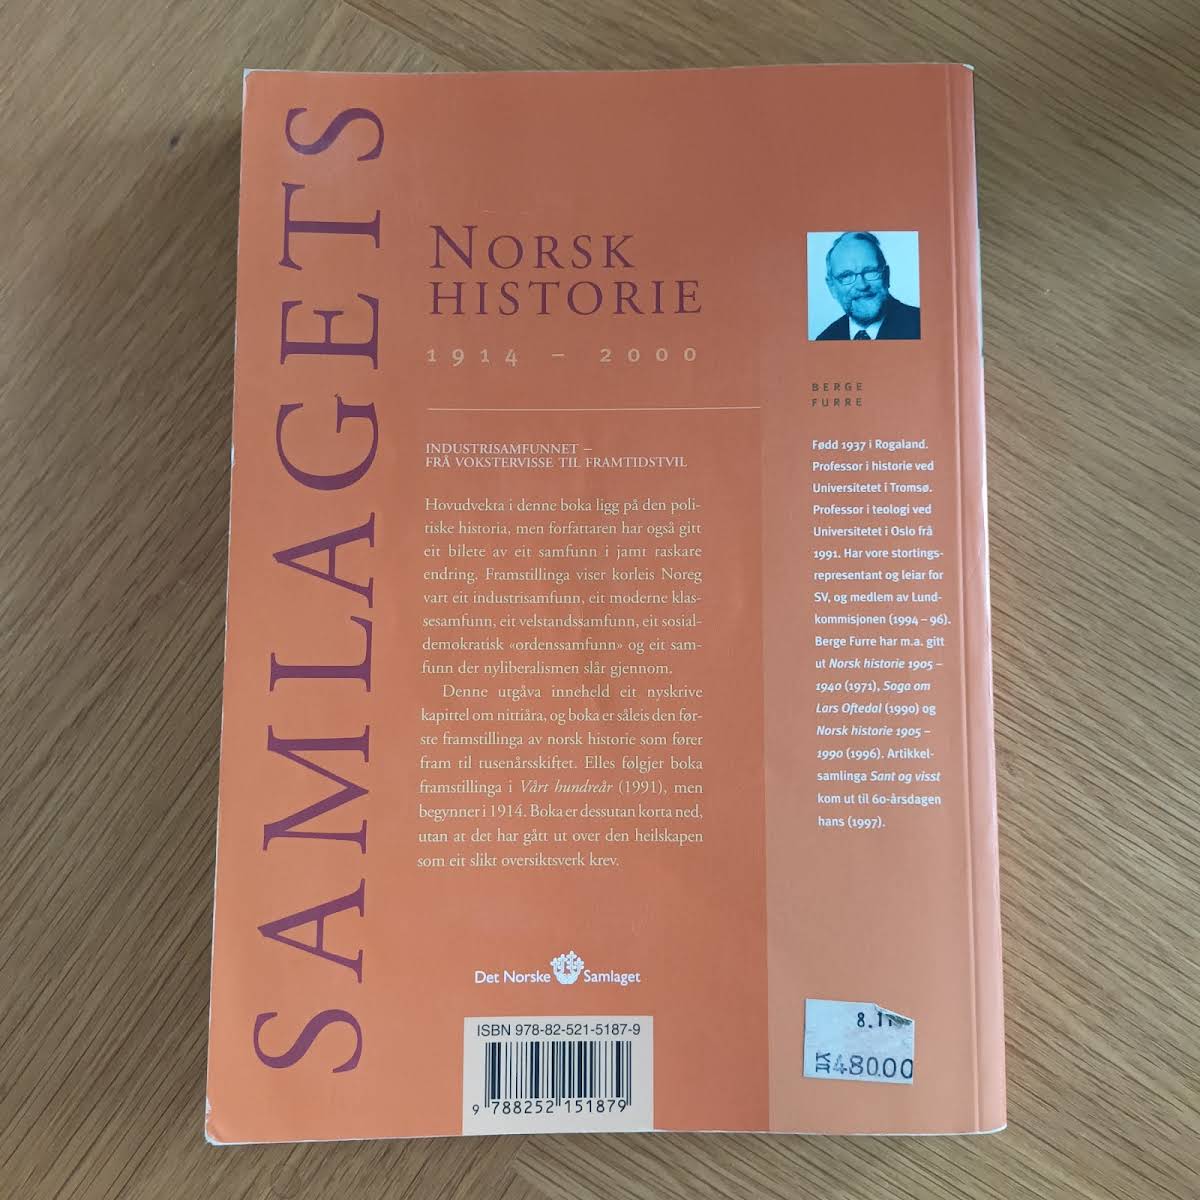 SAMLAGETS
NORSK
HISTORIE
1914 – 2000
INDUSTRISAMFUNNET –
FRÅ VOKSTERVISSE TIL FRAMTIDSTVIL
Hovudvekta i denne boka ligg på den poli-
tiske historia, men forfattaren har også gitt
eit bilete av eit samfunn i jamt raskare
endring. Framstillinga viser korleis Noreg
vart eit industrisamfunn, eit moderne klas-
sesamfunn, eit velstandssamfunn, eit sosial-
demokratisk «ordenssamfunn» og eit sam-
funn der nyliberalismen slår gjennom.
Denne utgåva inneheld eit nyskrive
kapittel om nittiåra, og boka er såleis den før-
ste framstillinga av norsk historie som fører
fram til tusenårsskiftet. Elles følgjer boka
framstillinga i Vårt hundreår (1991), men
begynner i 1914. Boka er dessutan korta ned,
utan at det har gått ut over den heilskapen
som eit slikt oversiktsverk krev.
BERGE
FURRE
Fødd 1937 i Rogaland.
Professor i historie ved
Universitetet i Tromsø.
Professor i teologi ved
Universitetet i Oslo frå
1991. Har vore stortings-
representant og leiar for
SV, og medlem av Lund-
kommisjonen (1994 – 96).
Berge Furre har m.a. gitt
ut Norsk historie 1905 –
1940 (1971), Soga om
Lars Oftedal (1990) og
Norsk historie 1905 –
1990 (1996). Artikkel-
samlinga Sant og visst
kom ut til 60-årsdagen
hans (1997).
Det Norske Samlaget
ISBN 978-82-521-5187-9
9 788252 151879
8.11
KR 480.00